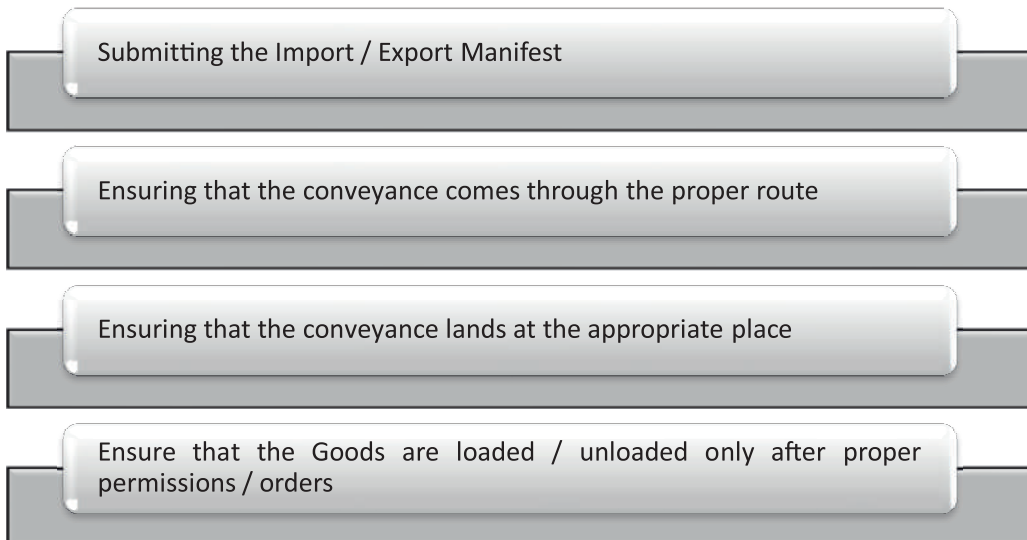 Submitting the Import / Export Manifest
Ensuring that the conveyance comes through the proper route
Ensuring that the conveyance lands at the appropriate place
Ensure that the Goods are loaded / unloaded only after proper
permissions / orders